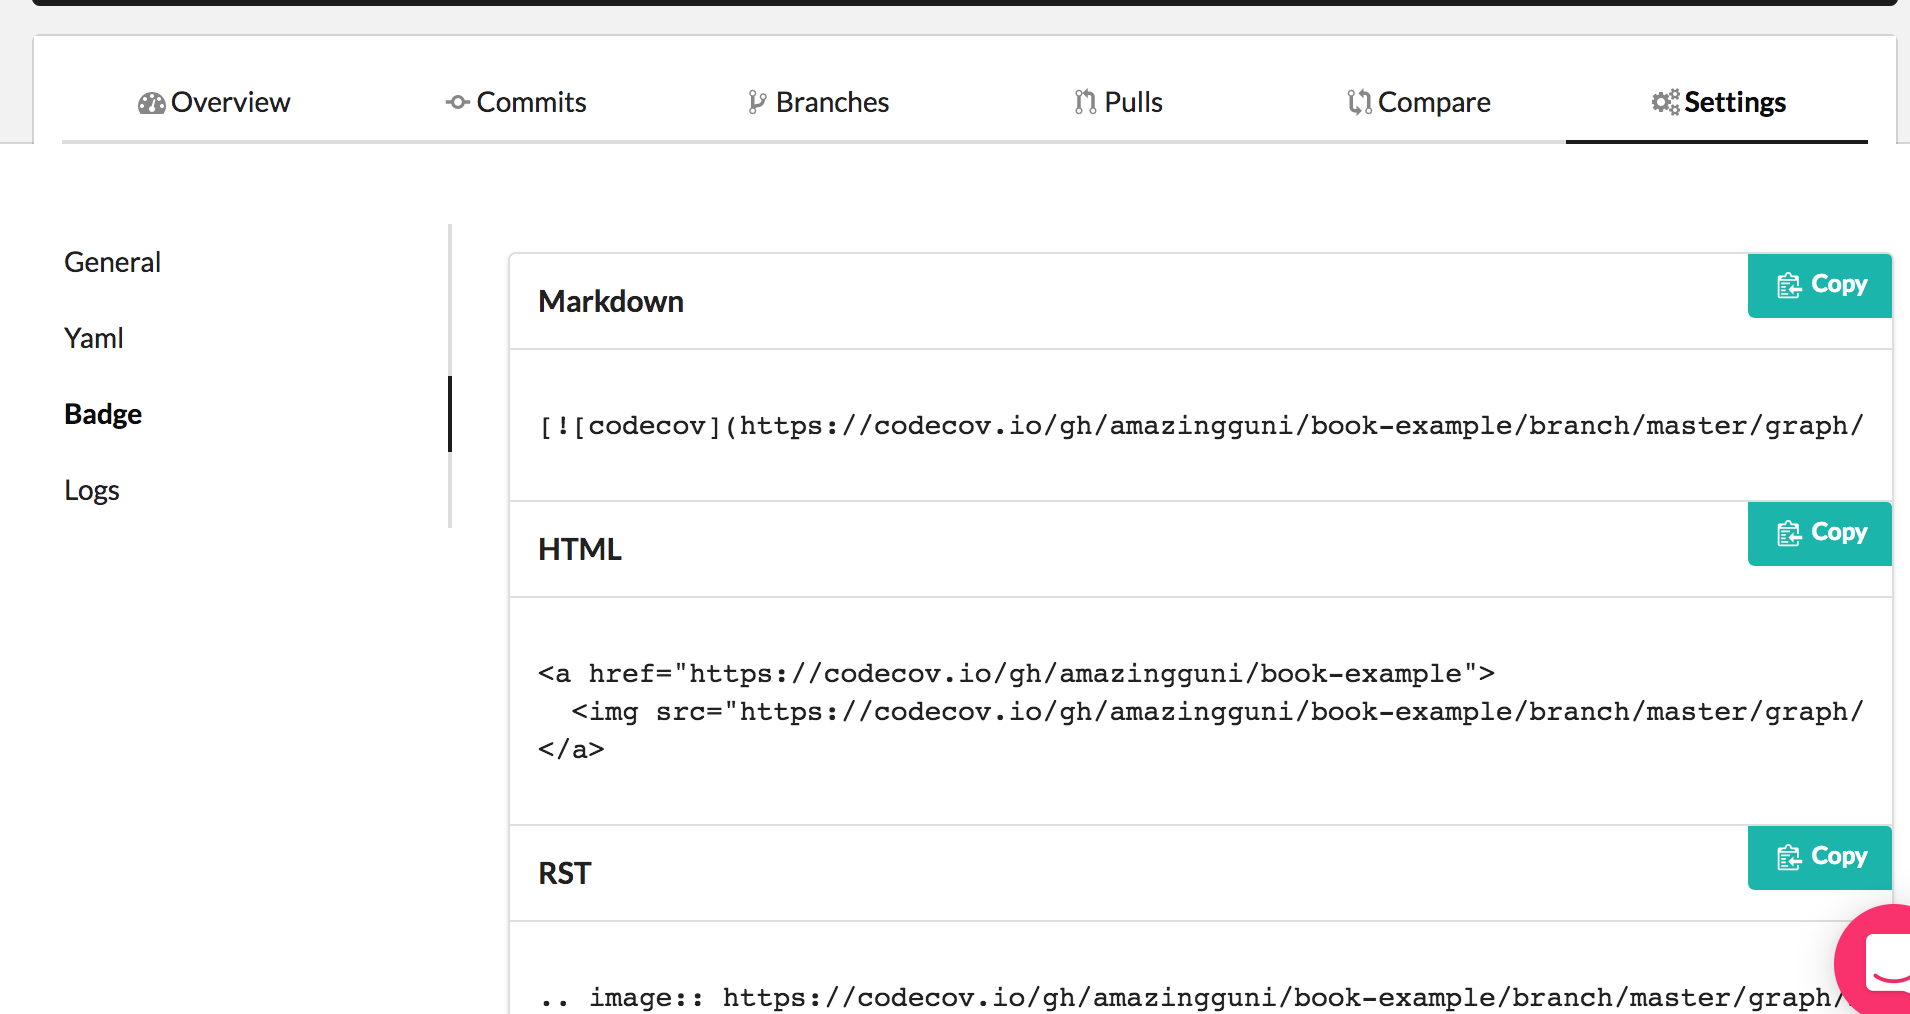 Overview Commits Branches Pulls Compare Settings
General
Yaml
Badge
Logs
Markdown
Copy
[![codecov](https://codecov.io/gh/amazingguni/book-example/branch/master/graph/
HTML
Copy
<a href="https://codecov.io/gh/amazingguni/book-example">
  <img src="https://codecov.io/gh/amazingguni/book-example/branch/master/graph/
</a>
RST
Copy
.. image:: https://codecov.io/gh/amazingguni/book-example/branch/master/graph/